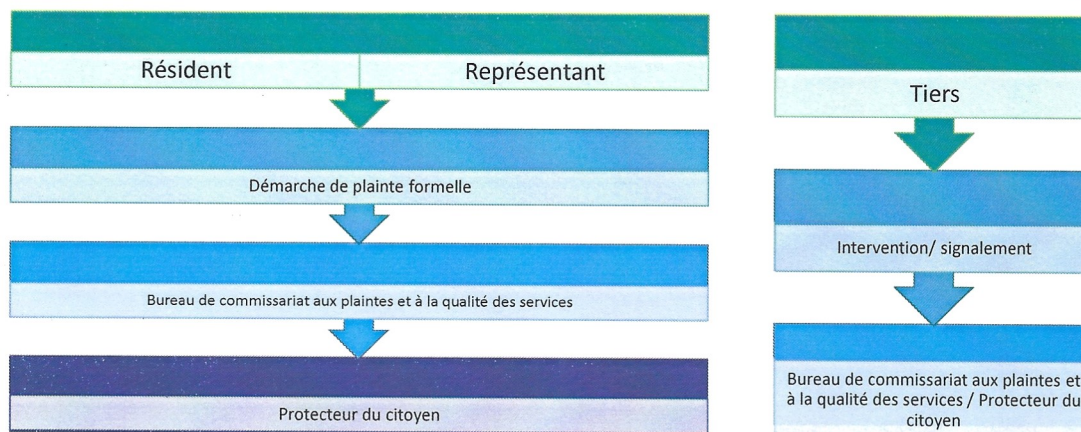 Résident
Représentant
Démarche de plainte formelle
Bureau de commissariat aux plaintes et à la qualité des services
Protecteur du citoyen
Tiers
Intervention/ signalement
Bureau de commissariat aux plaintes et
à la qualité des services / Protecteur du
citoyen